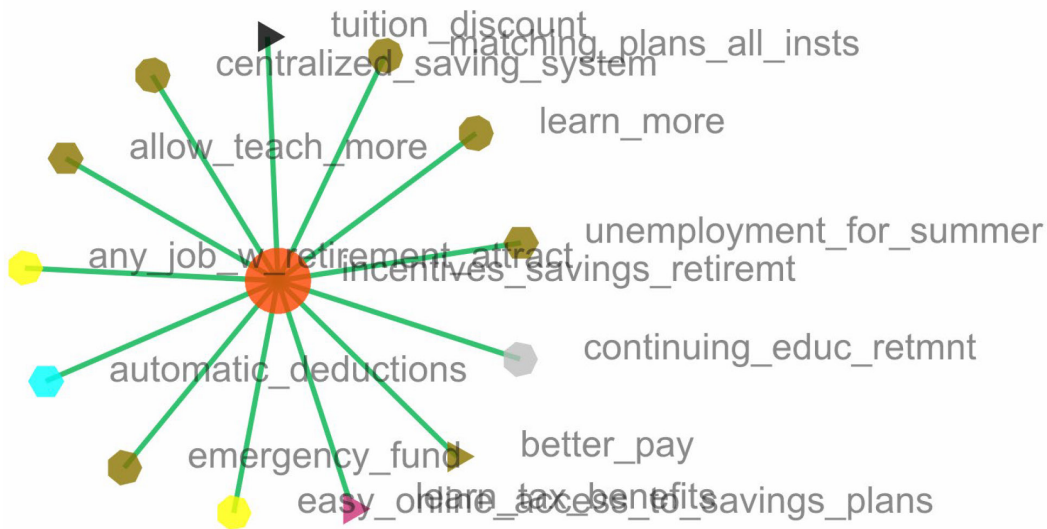 tuition_discount
matching_plans_all_insts
centralized_saving_system
learn_more
allow_teach_more
unemployment_for_summer
any_job_w_retirement_attract
incentives_savings_retiremt
continuing_educ_retmnt
automatic_deductions
better_pay
emergency_fund
learn_tax_benefits
easy_online_access_to_savings_plans